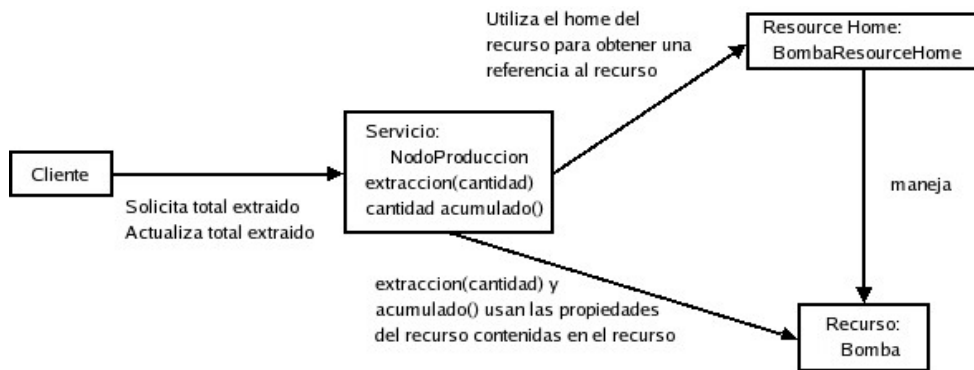 Utiliza el home del
recurso para obtener una
referencia al recurso
Resource Home:
BombaResourceHome
Servicio:
NodoProduccion
extraccion(cantidad)
cantidad acumulado()
Cliente
Solicita total extraido
Actualiza total extraido
maneja
extraccion(cantidad) y
acumulado() usan las propiedades
del recurso contenidas en el recurso
Recurso:
Bomba